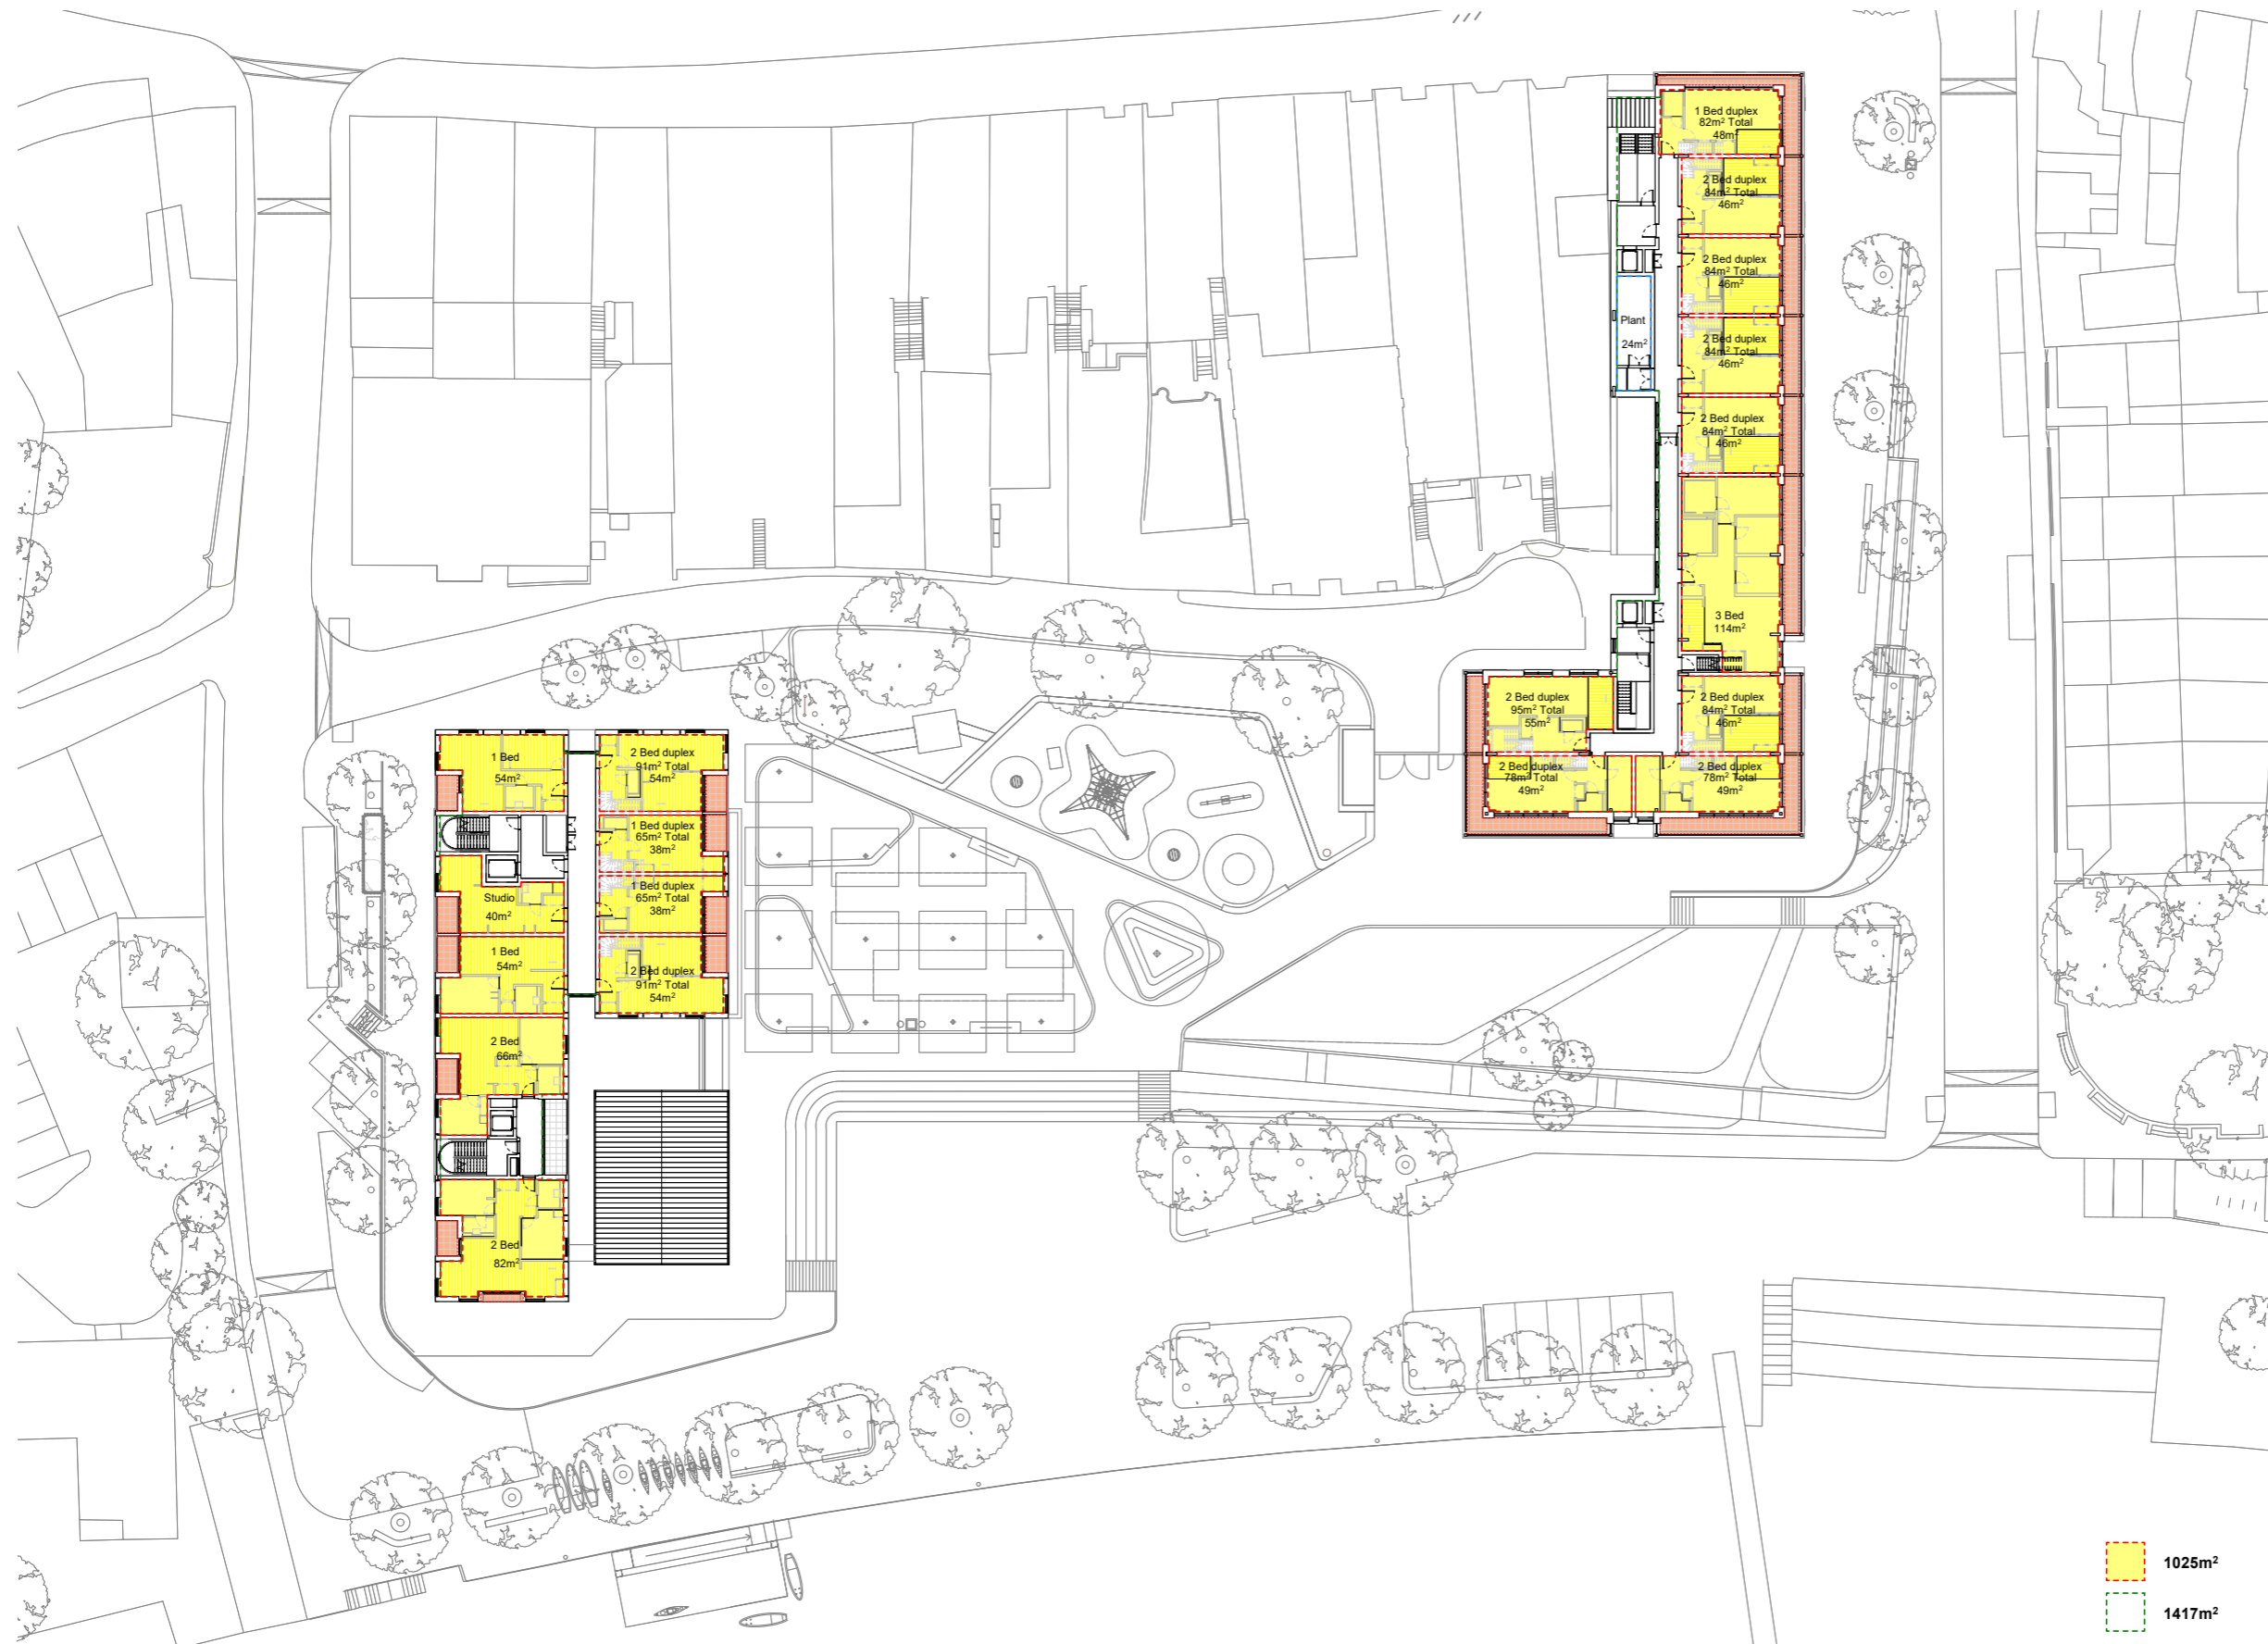 1 Bed duplex
82m² Total
48m²
2 Bed duplex
84m² Total
46m²
2 Bed duplex
84m² Total
46m²
Plant
24m²
2 Bed duplex
84m² Total
46m²
2 Bed duplex
84m² Total
46m²
3 Bed
114m²
2 Bed duplex
95m² Total
55m²
2 Bed duplex
84m² Total
46m²
2 Bed duplex
78m² Total
49m²
2 Bed duplex
78m² Total
49m²
1 Bed
54m²
2 Bed duplex
91m² Total
54m²
1 Bed duplex
65m² Total
38m²
Studio
40m²
1 Bed duplex
65m² Total
38m²
1 Bed
54m²
2 Bed duplex
91m² Total
54m²
2 Bed
66m²
2 Bed
82m²
1025m²
1417m²